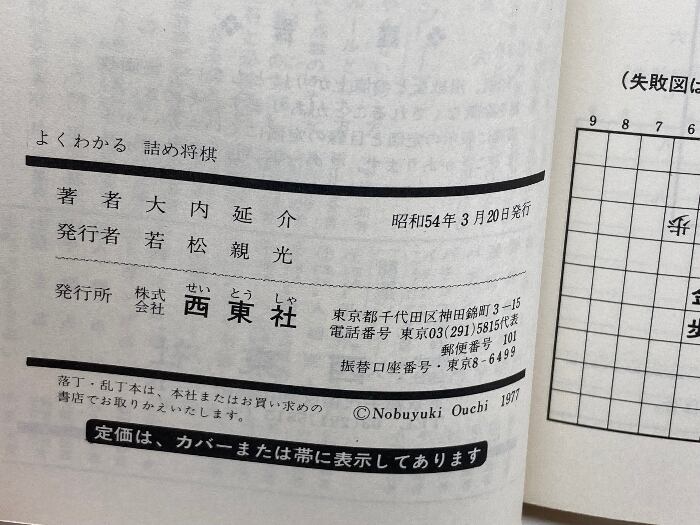 よくわかる 詰め将棋
著者 大内延介
昭和54年3月20日発行
発行者 若松親光
発行所 株式会社 西東社
せい とう しゃ
東京都千代田区神田錦町3-15
電話番号 東京03(291)5815代表
郵便番号 101
振替口座番号・東京8-6499
落丁・乱丁本は、本社またはお買い求めの
書店でお取りかえいたします。
©Nobuyuki Ouchi 1977
定価は、カバーまたは帯に表示してあります
(失敗図は
9 8 7 6
歩
歩